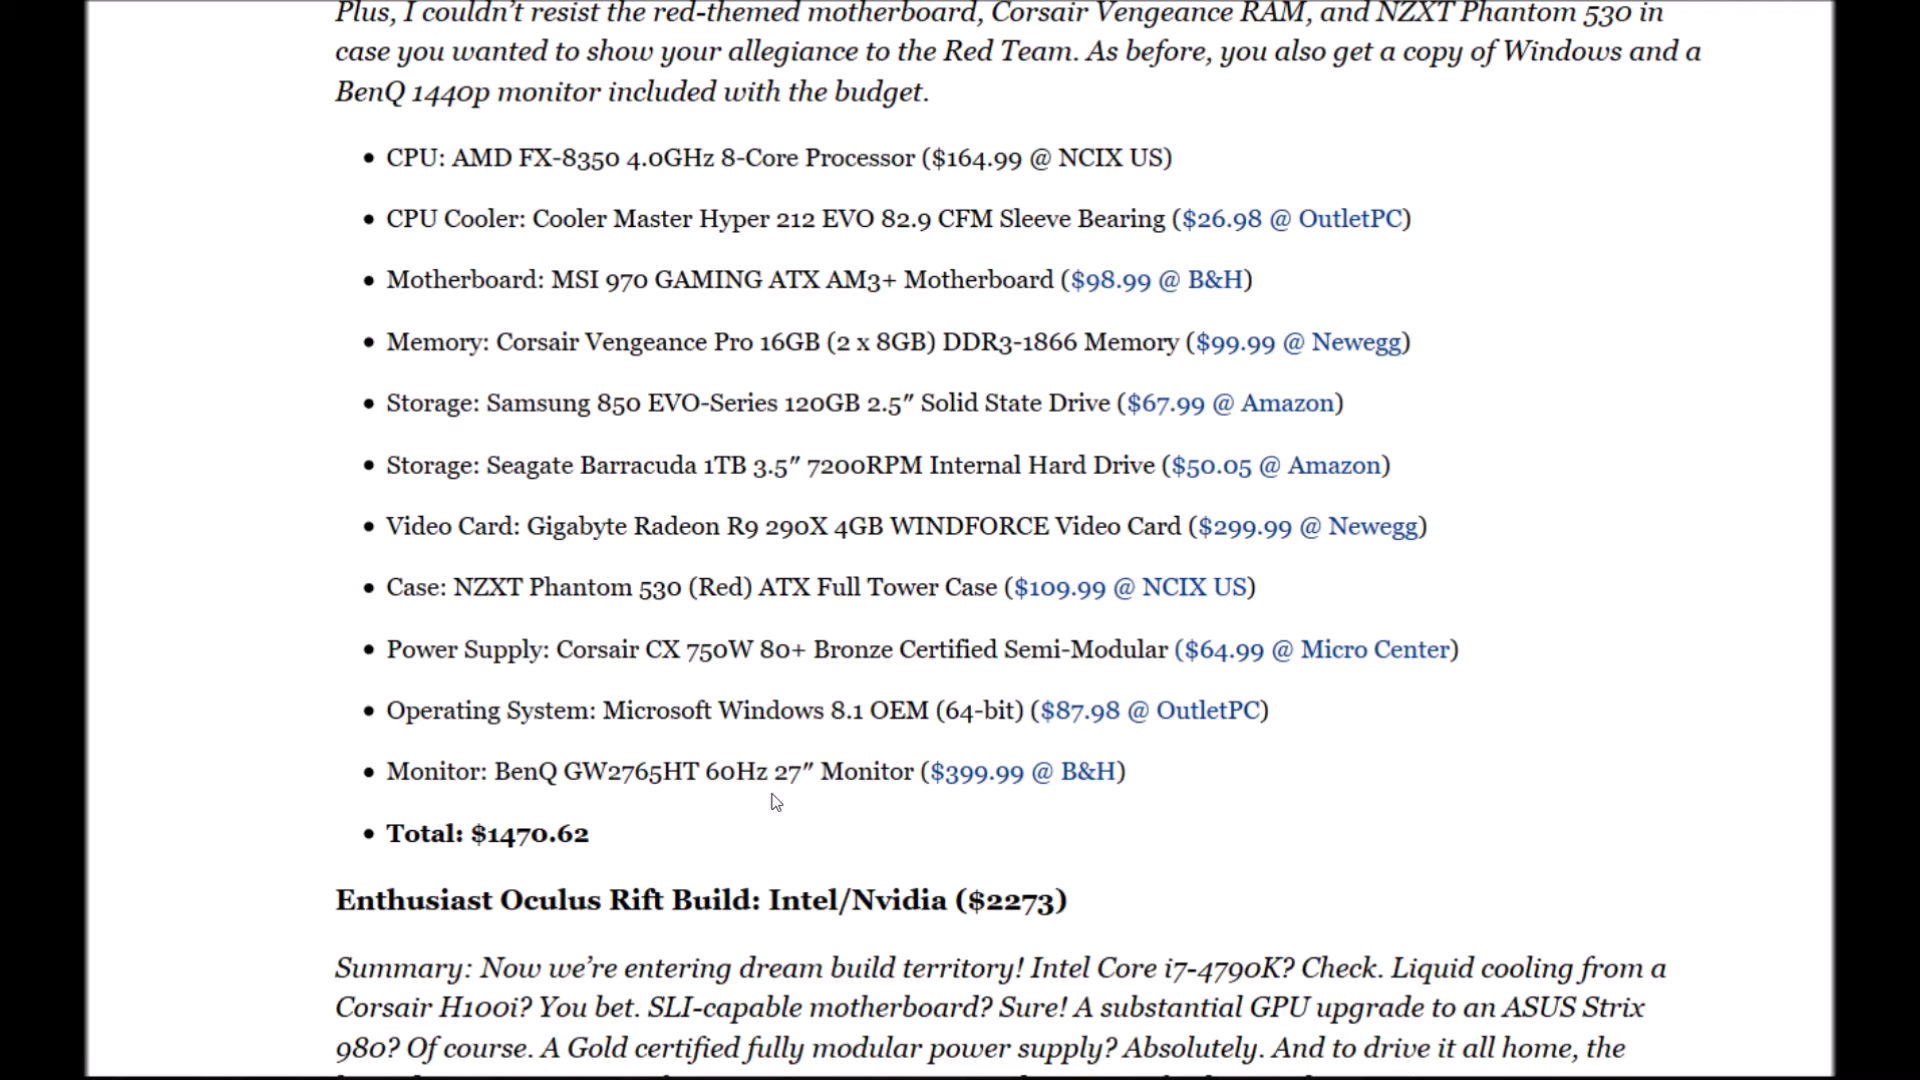 Plus, I couldn't resist the red-themed motherboard, Corsair Vengeance RAM, and NZXT Phantom 530 in
case you wanted to show your allegiance to the Red Team. As before, you also get a copy of Windows and a
BenQ 1440p monitor included with the budget.
• CPU: AMD FX-8350 4.0GHz 8-Core Processor ($164.99 @ NCIX US)
• CPU Cooler: Cooler Master Hyper 212 EVO 82.9 CFM Sleeve Bearing ($26.98 @ OutletPC)
• Motherboard: MSI 970 GAMING ATX AM3+ Motherboard ($98.99 @ B&H)
• Memory: Corsair Vengeance Pro 16GB (2 x 8GB) DDR3-1866 Memory ($99.99 @ Newegg)
• Storage: Samsung 850 EVO-Series 120GB 2.5″ Solid State Drive ($67.99 @ Amazon)
• Storage: Seagate Barracuda 1TB 3.5″ 7200RPM Internal Hard Drive ($50.05 @ Amazon)
• Video Card: Gigabyte Radeon R9 290X 4GB WINDFORCE Video Card ($299.99 @ Newegg)
• Case: NZXT Phantom 530 (Red) ATX Full Tower Case ($109.99 @ NCIX US)
• Power Supply: Corsair CX 750W 80+ Bronze Certified Semi-Modular ($64.99 @ Micro Center)
• Operating System: Microsoft Windows 8.1 OEM (64-bit) ($87.98 @ OutletPC)
• Monitor: BenQ GW2765HT 60Hz 27″ Monitor ($399.99 @ B&H)
• Total: $1470.62
Enthusiast Oculus Rift Build: Intel/Nvidia ($2273)
Summary: Now we're entering dream build territory! Intel Core i7-4790K? Check. Liquid cooling from a
Corsair H100i? You bet. SLI-capable motherboard? Sure! A substantial GPU upgrade to an ASUS Strix
980? Of course. A Gold certified fully modular power supply? Absolutely. And to drive it all home, the